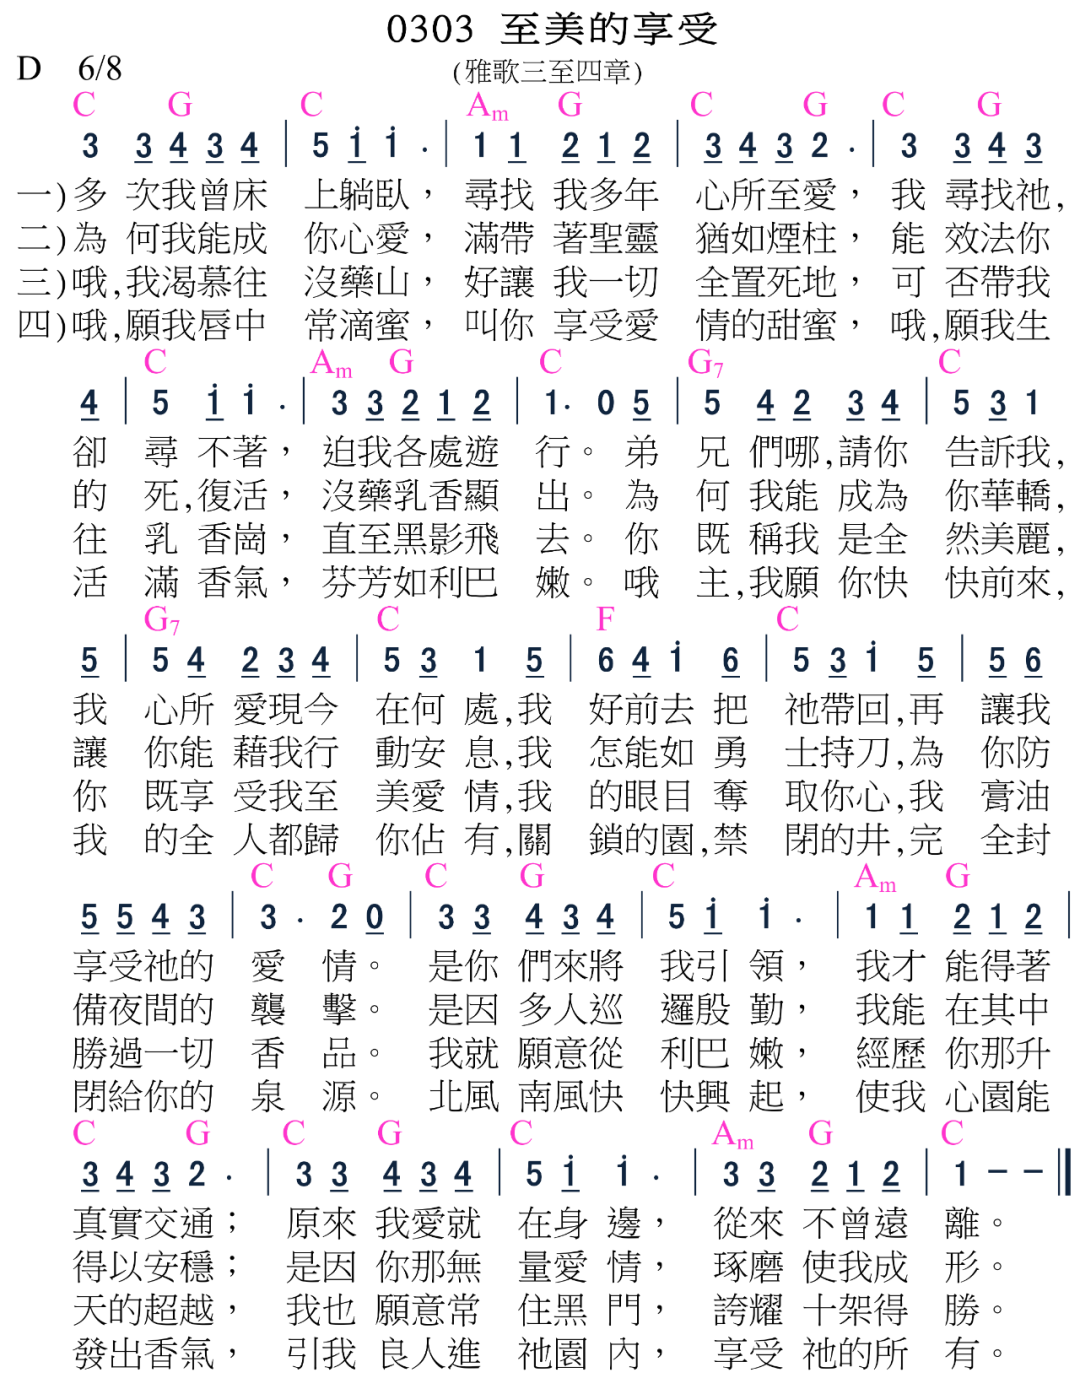 0303 至美的享受
D 6/8 (雅歌三至四章)
C G C Am G C G C G
3 3 4 3 4 | 5 i i . | 1 1 2 1 2 | 3 4 3 2 . | 3 3 4 3
一)多 次我曾床 上躺臥， 尋找 我多年 心所至愛， 我 尋找祂,
二)為 何我能成 你心愛， 滿帶 著聖靈 猶如煙柱， 能 效法你
三)哦,我渴慕往 沒藥山， 好讓 我一切 全置死地， 可 否帶我
四)哦,願我唇中 常滴蜜， 叫你 享受愛 情的甜蜜， 哦,願我生
C Am G C G7 C
4 | 5 i i . | 3 3 2 1 2 | 1 . 0 5 | 5 4 2 3 4 | 5 3 1
卻 尋 不著， 迫我各處遊 行。 弟 兄 們哪,請你 告訴我,
的 死,復活， 沒藥乳香顯 出。 為 何 我能 成為 你華轎,
往 乳 香崗， 直至黑影飛 去。 你 既 稱我 是全 然美麗,
活 滿 香氣， 芬芳如利巴 嫩。 哦 主,我願 你快 快前來,
G7 C F C
5 | 5 4 2 3 4 | 5 3 1 5 | 6 4 i 6 | 5 3 i 5 | 5 6
我 心所 愛現今 在何 處,我 好前去 把 祂帶回,再 讓我
讓 你能 藉我行 動安 息,我 怎能如 勇 士持刀,為 你防
你 既享 受我至 美愛 情,我 的眼目 奪 取你心,我 膏油
我 的全 人都歸 你佔 有,關 鎖的園,禁 閉的井,完 全封
C G C G C Am G
5 5 4 3 | 3 . 2 0 | 3 3 4 3 4 | 5 i i . | 1 1 2 1 2 |
享受祂的 愛 情。 是你 們來將 我引 領， 我才 能得著
備夜間的 襲 擊。 是因 多人巡 邏殷 勤， 我能 在其中
勝過一切 香 品。 我就 願意從 利巴 嫩， 經歷 你那升
閉給你的 泉 源。 北風 南風快 快興 起， 使我 心園能
C G C G C Am G C
3 4 3 2 . | 3 3 4 3 4 | 5 i i . | 3 3 2 1 2 | 1 – – ‖
真實交通； 原來 我愛就 在身 邊， 從來 不曾遠 離。
得以安穩； 是因 你那無 量愛 情， 琢磨 使我成 形。
天的超越， 我也 願意常 住黑 門， 誇耀 十架得 勝。
發出香氣， 引我 良人進 祂園 內， 享受 祂的所 有。